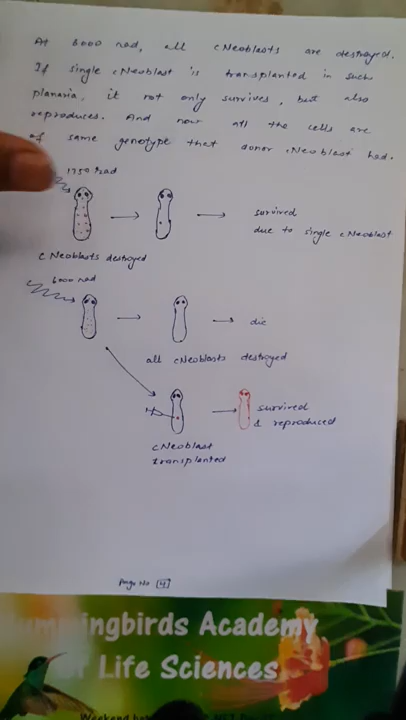 At 6000 rad, all cNeoblasts are destroyed.
If single cNeoblast is transplanted in such
planaria, it not only survives, but also
reproduces. And now all the cells are
of same genotype that donor cNeoblast had.
1750 rad
survived
due to single cNeoblast
cNeoblasts destroyed
6000 rad
die
all cNeoblasts destroyed
survived
& reproduced
cNeoblast
transplanted
Page No [4]
mmingbirds Academy
Life Sciences
Weekend